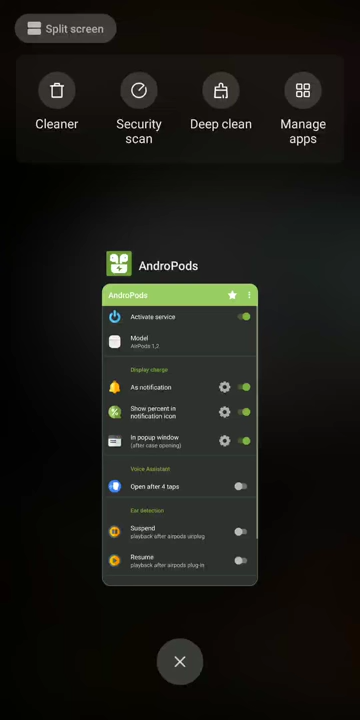 Split screen
Cleaner
Security
scan
Deep clean
Manage
apps
AndroPods
AndroPods
Activate service
Model
AirPods 1,2
Display charge
As notification
Show percent in
notification icon
In popup window
(after case opening)
Voice Assistant
Open after 4 taps
Ear detection
Suspend
playback after airpods unplug
Resume
playback after airpods plug-in